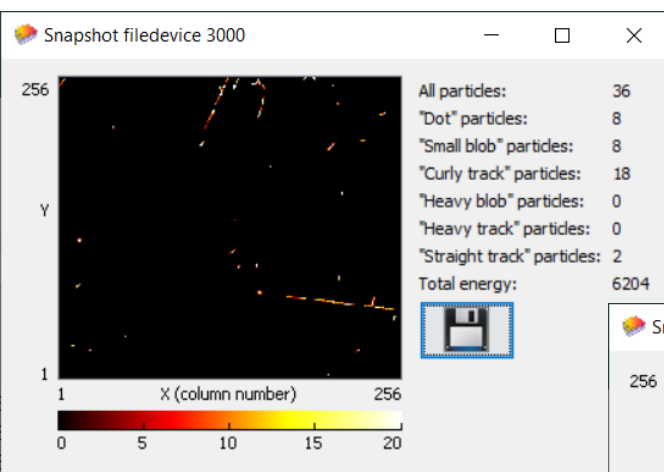 Snapshot filedevice 3000
256
Y
1
1 X (column number) 256
0 5 10 15 20
All particles: 36
"Dot" particles: 8
"Small blob" particles: 8
"Curly track" particles: 18
"Heavy blob" particles: 0
"Heavy track" particles: 0
"Straight track" particles: 2
Total energy: 6204
256